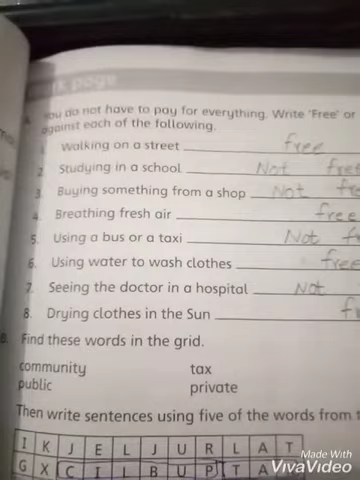 page
A. You do not have to pay for everything. Write 'Free' or
against each of the following.
1. Walking on a street free
2. Studying in a school Not free
3. Buying something from a shop Not
4. Breathing fresh air free
5. Using a bus or a taxi Not
6. Using water to wash clothes free
7. Seeing the doctor in a hospital Not
8. Drying clothes in the Sun
B. Find these words in the grid.
community tax
public private
Then write sentences using five of the words from
I K J E L J U R L A T
G X C I L B U P T A
Made With
VivaVideo